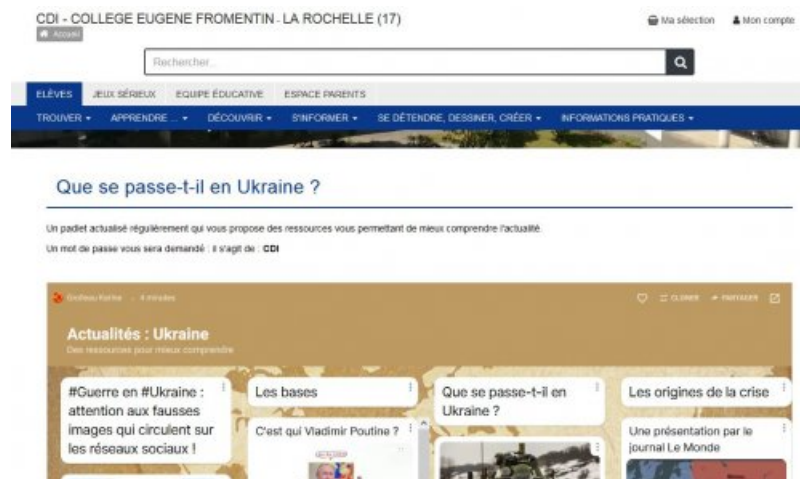 CDI - COLLEGE EUGENE FROMENTIN - LA ROCHELLE (17)
Ma sélection
Mon compte
Accueil
Rechercher...
ELÈVES
JEUX SÉRIEUX
EQUIPE ÉDUCATIVE
ESPACE PARENTS
TROUVER
APPRENDRE ...
DÉCOUVRIR
S'INFORMER
SE DÉTENDRE, DESSINER, CRÉER
INFORMATIONS PRATIQUES
Que se passe-t-il en Ukraine ?
Un padlet actualisé régulièrement qui vous propose des ressources vous permettant de mieux comprendre l'actualité.
Un mot de passe vous sera demandé : il s'agit de : CDI
4 minutes
CLONER
PARTAGER
Actualités : Ukraine
Des ressources pour mieux comprendre
#Guerre en #Ukraine :
attention aux fausses
images qui circulent sur
les réseaux sociaux !
Les bases
C'est qui Vladimir Poutine ?
Que se passe-t-il en
Ukraine ?
Les origines de la crise
Une présentation par le
journal Le Monde